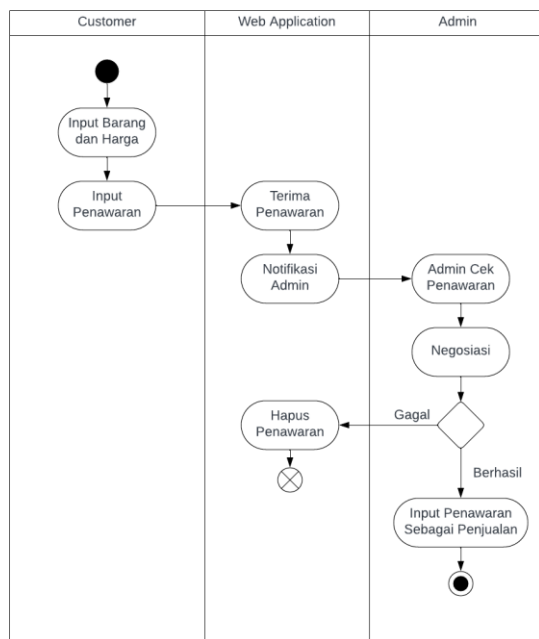 Customer
Web Application
Admin
Input Barang
dan Harga
Input
Penawaran
Terima
Penawaran
Notifikasi
Admin
Admin Cek
Penawaran
Negosiasi
Gagal
Hapus
Penawaran
Berhasil
Input Penawaran
Sebagai Penjualan